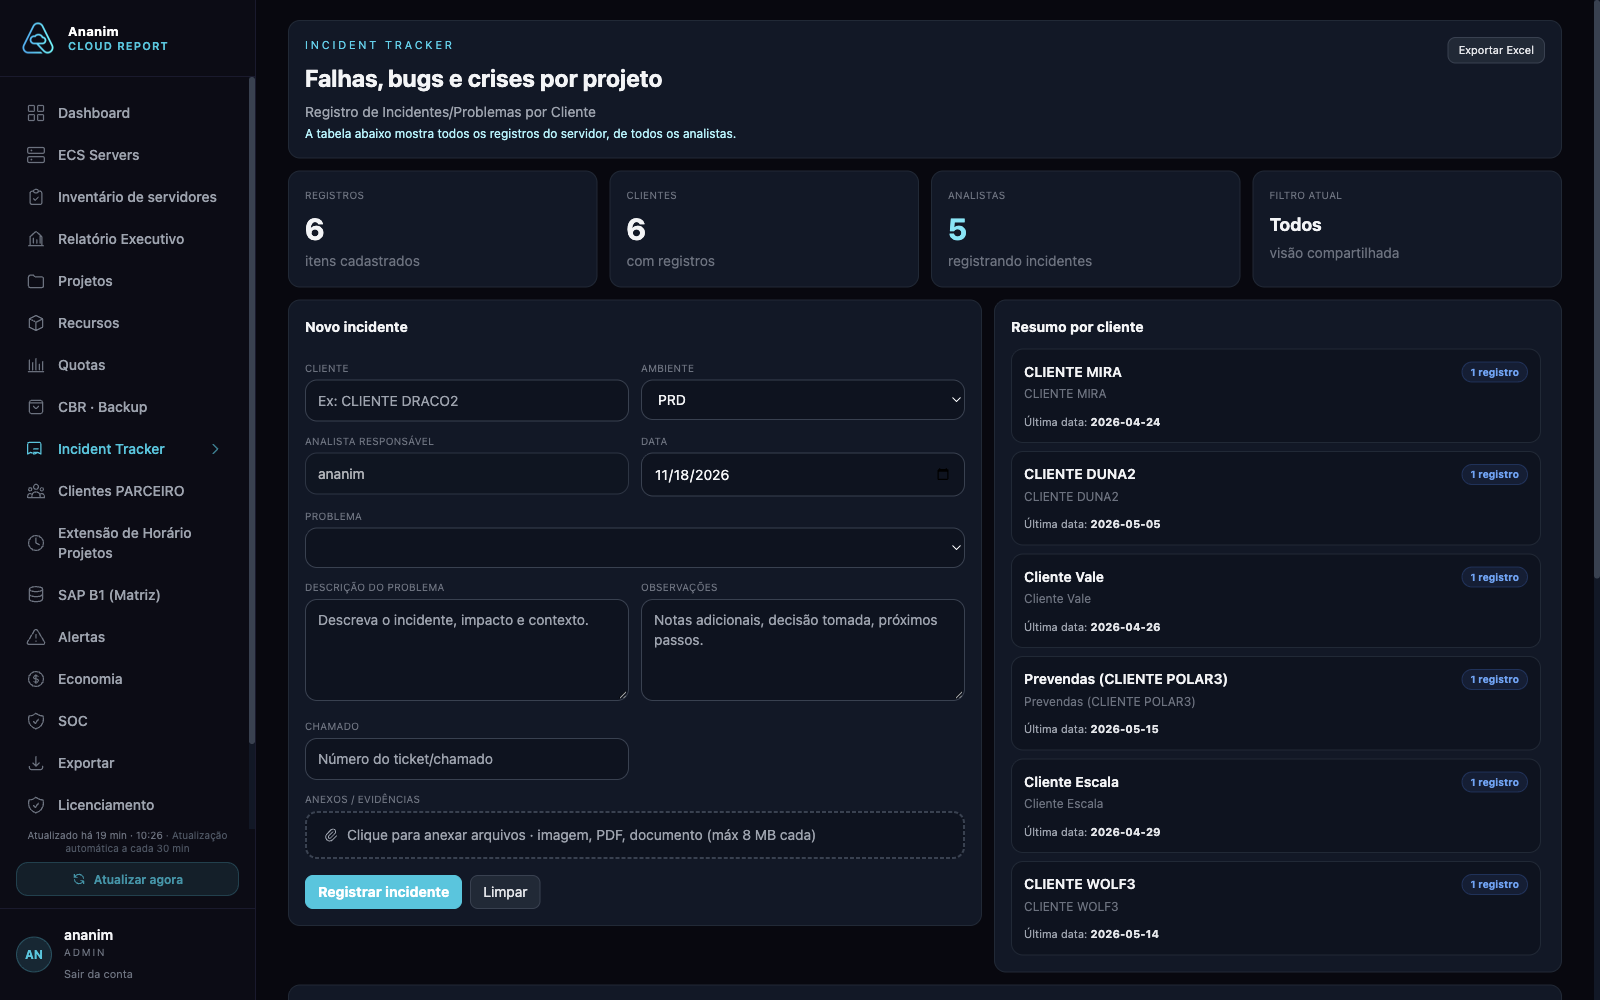 Ananim
CLOUD REPORT
Dashboard
ECS Servers
Inventário de servidores
Relatório Executivo
Projetos
Recursos
Quotas
CBR · Backup
Incident Tracker
Clientes PARCEIRO
Extensão de Horário
Projetos
SAP B1 (Matriz)
Alertas
Economia
SOC
Exportar
Licenciamento
Atualizado há 19 min · 10:26 · Atualização
automática a cada 30 min
Atualizar agora
AN
ananim
ADMIN
Sair da conta
INCIDENT TRACKER
Falhas, bugs e crises por projeto
Registro de Incidentes/Problemas por Cliente
A tabela abaixo mostra todos os registros do servidor, de todos os analistas.
Exportar Excel
REGISTROS
6
itens cadastrados
CLIENTES
6
com registros
ANALISTAS
5
registrando incidentes
FILTRO ATUAL
Todos
visão compartilhada
Novo incidente
CLIENTE
Ex: CLIENTE DRACO2
AMBIENTE
PRD
ANALISTA RESPONSÁVEL
ananim
DATA
11/18/2026
PROBLEMA
DESCRIÇÃO DO PROBLEMA
Descreva o incidente, impacto e contexto.
OBSERVAÇÕES
Notas adicionais, decisão tomada, próximos
passos.
CHAMADO
Número do ticket/chamado
ANEXOS / EVIDÊNCIAS
Clique para anexar arquivos · imagem, PDF, documento (máx 8 MB cada)
Registrar incidente
Limpar
Resumo por cliente
CLIENTE MIRA
1 registro
CLIENTE MIRA
Última data: 2026-04-24
CLIENTE DUNA2
1 registro
CLIENTE DUNA2
Última data: 2026-05-05
Cliente Vale
1 registro
Cliente Vale
Última data: 2026-04-26
Prevendas (CLIENTE POLAR3)
1 registro
Prevendas (CLIENTE POLAR3)
Última data: 2026-05-15
Cliente Escala
1 registro
Cliente Escala
Última data: 2026-04-29
CLIENTE WOLF3
1 registro
CLIENTE WOLF3
Última data: 2026-05-14